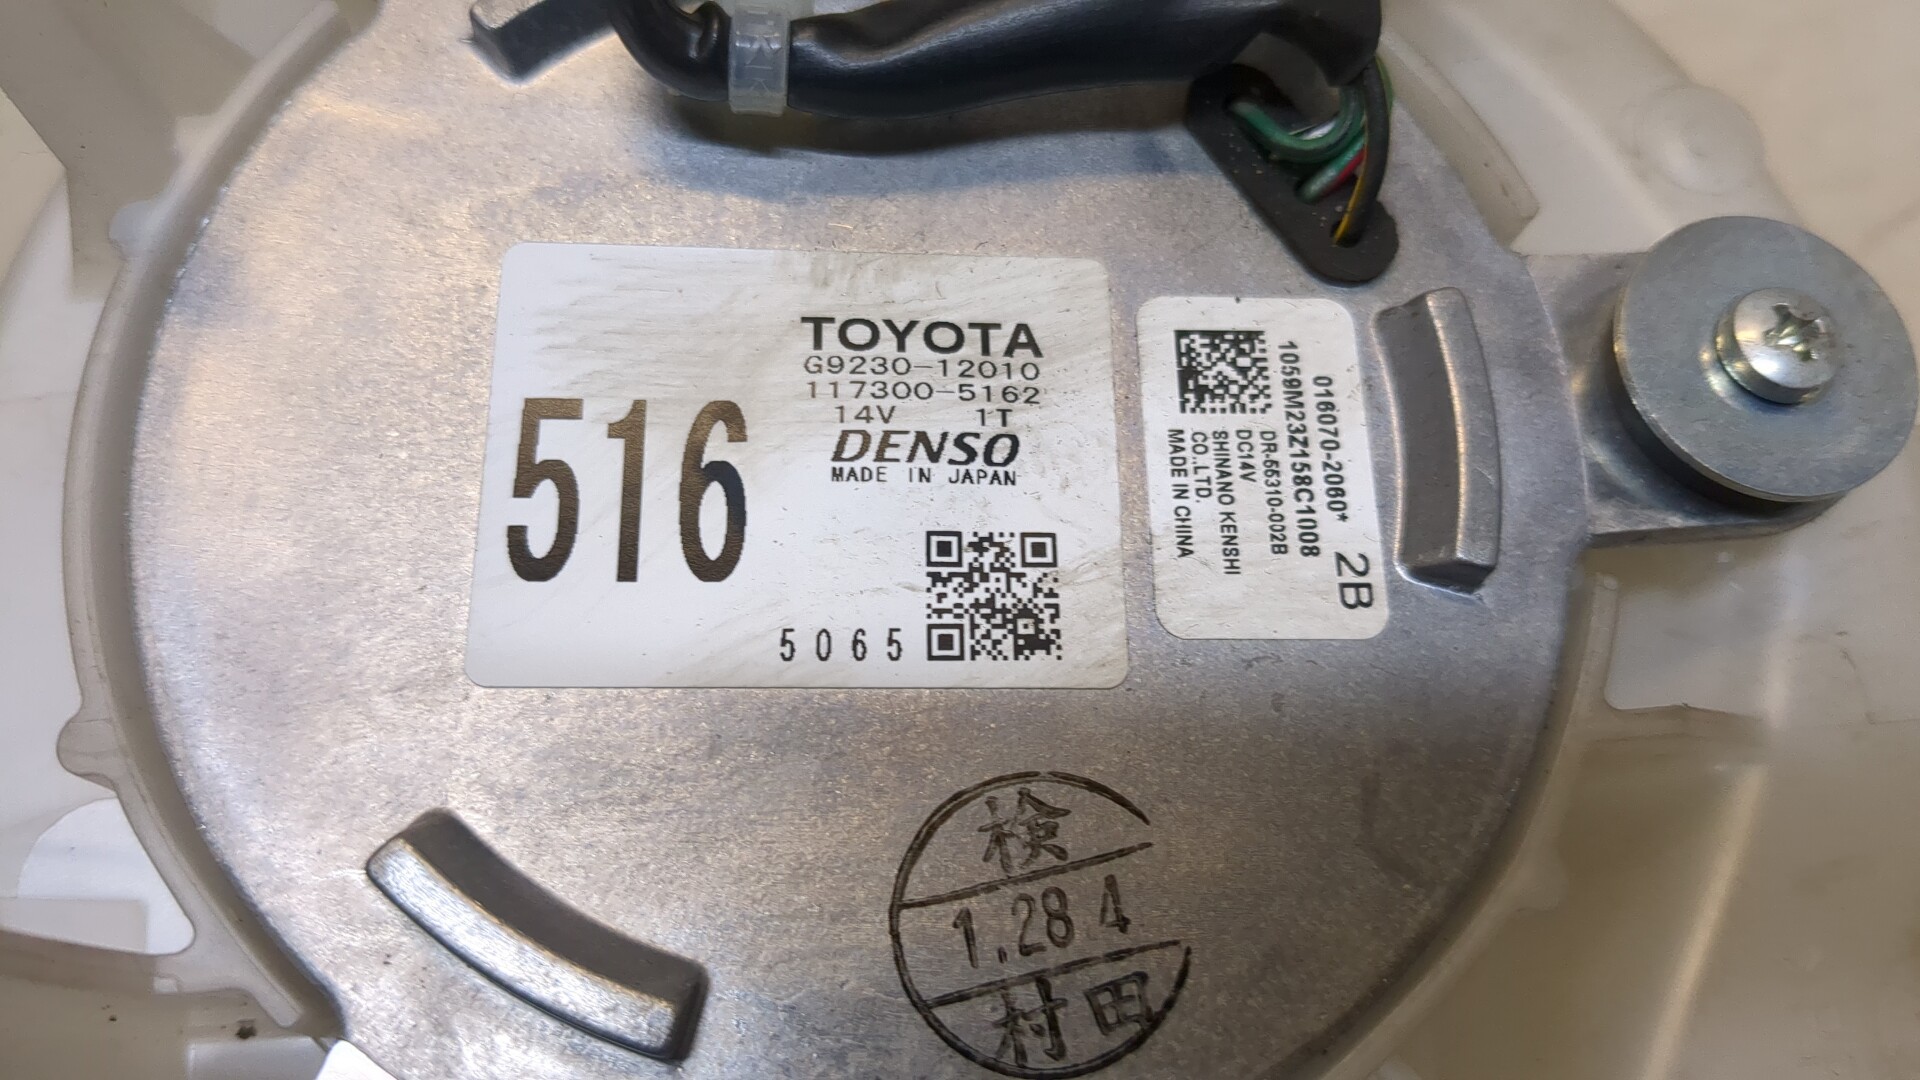 TOYOTA
G9230-12010
117300-5162
14V 1T
DENSO
MADE IN JAPAN
516
5065
2B
016070-2060*
1059M23Z158C1008
DR-55310-002B
DC14V
SHINANO KENSHI
CO.,LTD.
MADE IN CHINA
検
1.28.4
村田